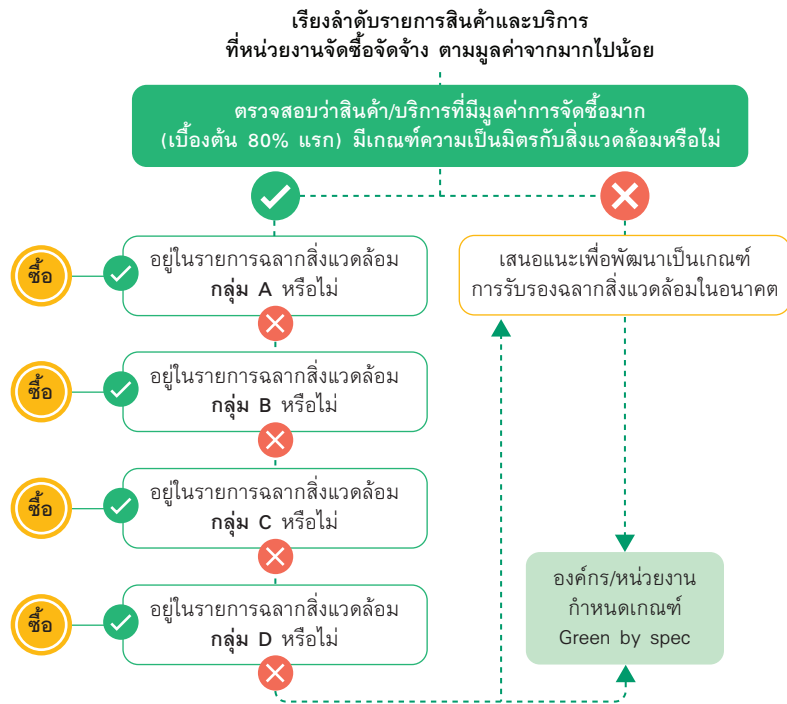 เรียงลำดับรายการสินค้าและบริการ
ที่หน่วยงานจัดซื้อจัดจ้าง ตามมูลค่าจากมากไปน้อย
ตรวจสอบว่าสินค้า/บริการที่มีมูลค่าการจัดซื้อมาก
(เบื้องต้น 80% แรก) มีเกณฑ์ความเป็นมิตรกับสิ่งแวดล้อมหรือไม่
ซื้อ
อยู่ในรายการฉลากสิ่งแวดล้อม
กลุ่ม A หรือไม่
เสนอแนะเพื่อพัฒนาเป็นเกณฑ์
การรับรองฉลากสิ่งแวดล้อมในอนาคต
ซื้อ
อยู่ในรายการฉลากสิ่งแวดล้อม
กลุ่ม B หรือไม่
ซื้อ
อยู่ในรายการฉลากสิ่งแวดล้อม
กลุ่ม C หรือไม่
ซื้อ
อยู่ในรายการฉลากสิ่งแวดล้อม
กลุ่ม D หรือไม่
องค์กร/หน่วยงาน
กำหนดเกณฑ์
Green by spec